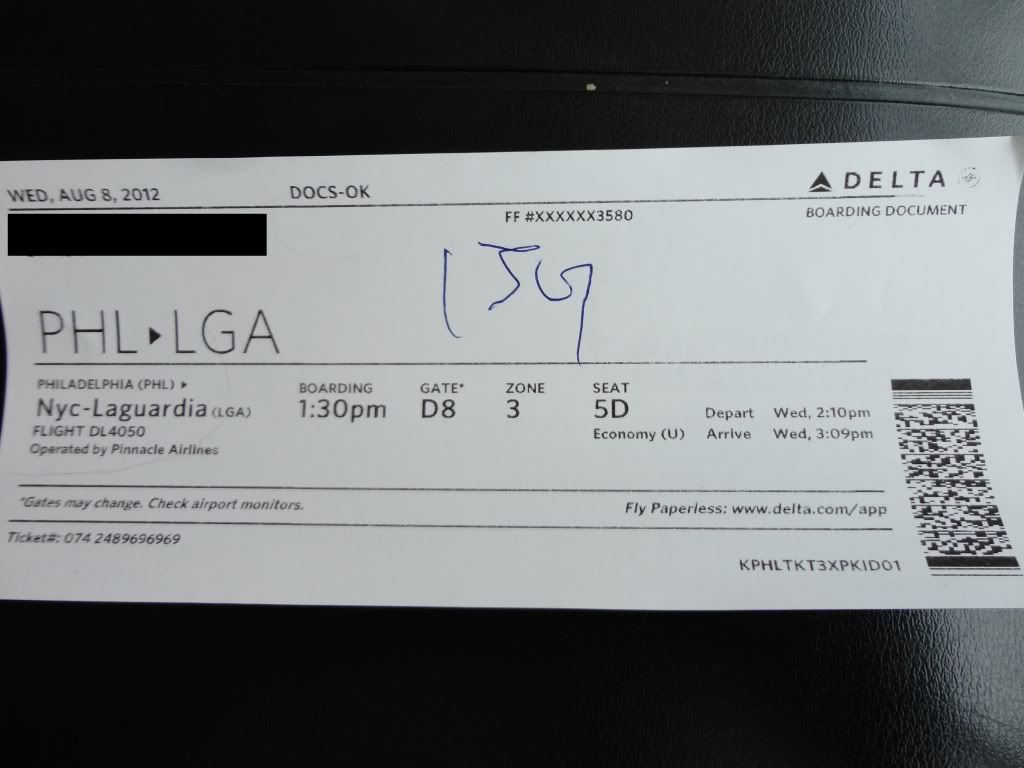 WED, AUG 8, 2012 DOCS-OK DELTA
FF #XXXXXX3580 BOARDING DOCUMENT
PHL▸LGA
PHILADELPHIA (PHL) ▸ BOARDING GATE* ZONE SEAT
Nyc-Laguardia (LGA) 1:30pm D8 3 5D Depart Wed, 2:10pm
FLIGHT DL4050 Economy (U) Arrive Wed, 3:09pm
Operated by Pinnacle Airlines
*Gates may change. Check airport monitors. Fly Paperless: www.delta.com/app
Ticket#: 074 2489696969
KPHLTKT3XPKID01